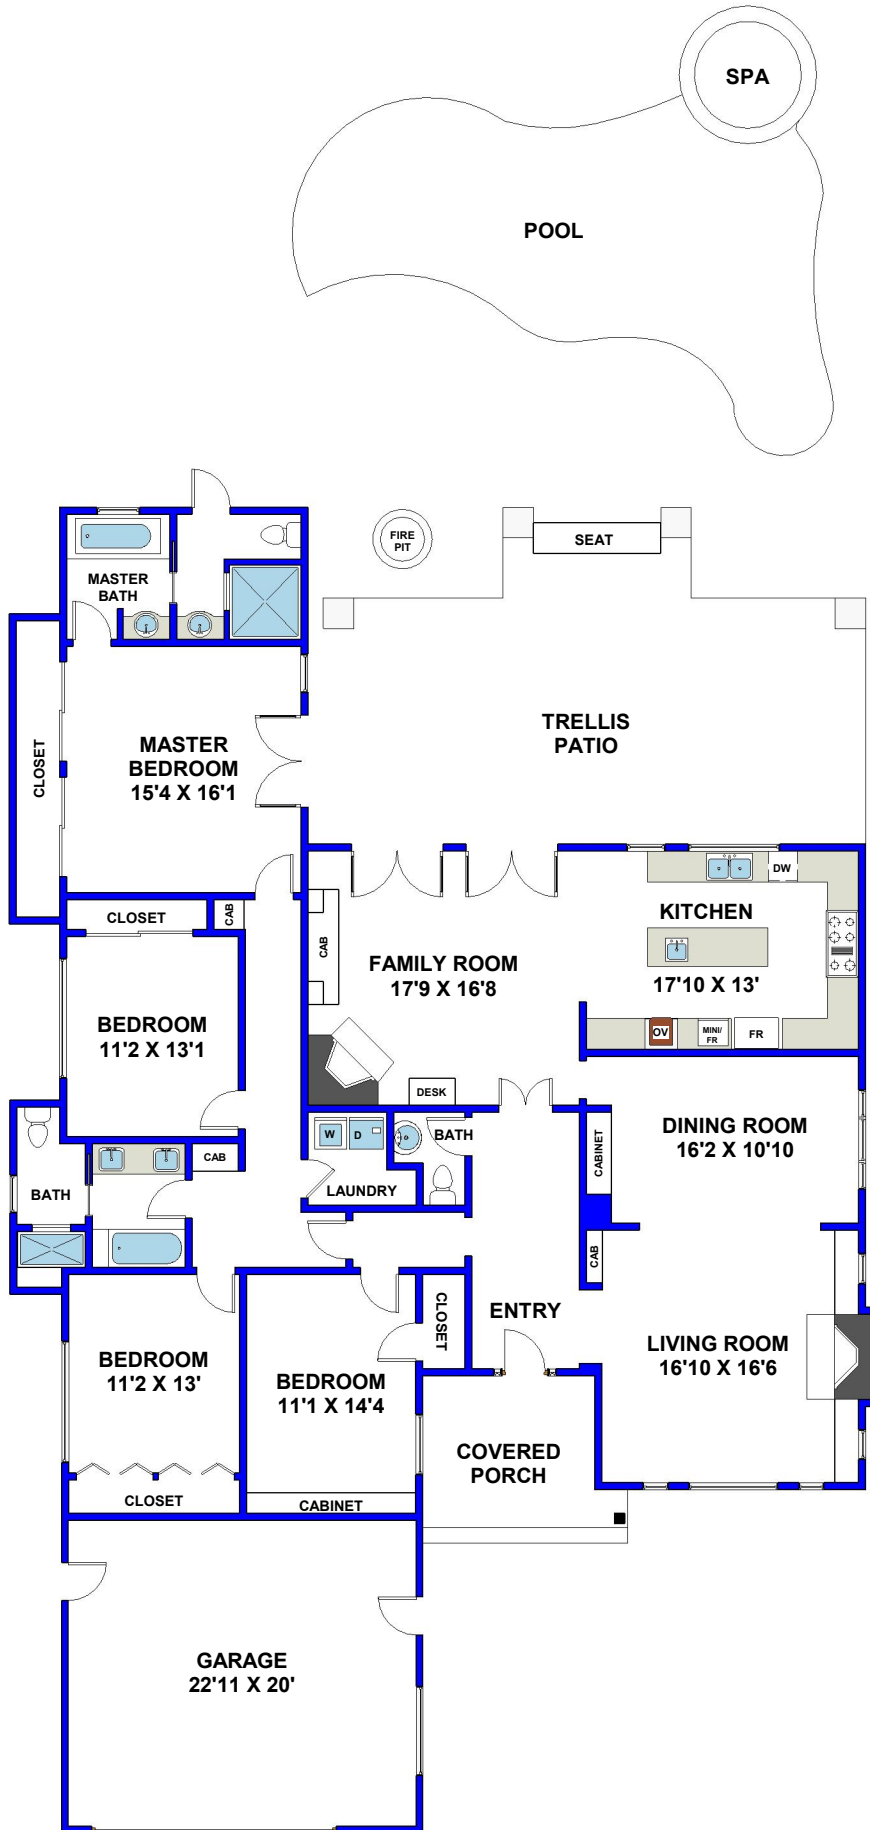 SPA
POOL
FIRE
PIT
SEAT
MASTER
BATH
TRELLIS
PATIO
CLOSET
MASTER
BEDROOM
15'4 X 16'1
DW
CLOSET
CAB
KITCHEN
17'10 X 13'
CAB
FAMILY ROOM
17'9 X 16'8
BEDROOM
11'2 X 13'1
OV
MINI/
FR
FR
DESK
W
D
BATH
DINING ROOM
16'2 X 10'10
CABINET
CAB
LAUNDRY
BATH
CAB
ENTRY
CLOSET
LIVING ROOM
16'10 X 16'6
BEDROOM
11'2 X 13'
BEDROOM
11'1 X 14'4
COVERED
PORCH
CLOSET
CABINET
GARAGE
22'11 X 20'